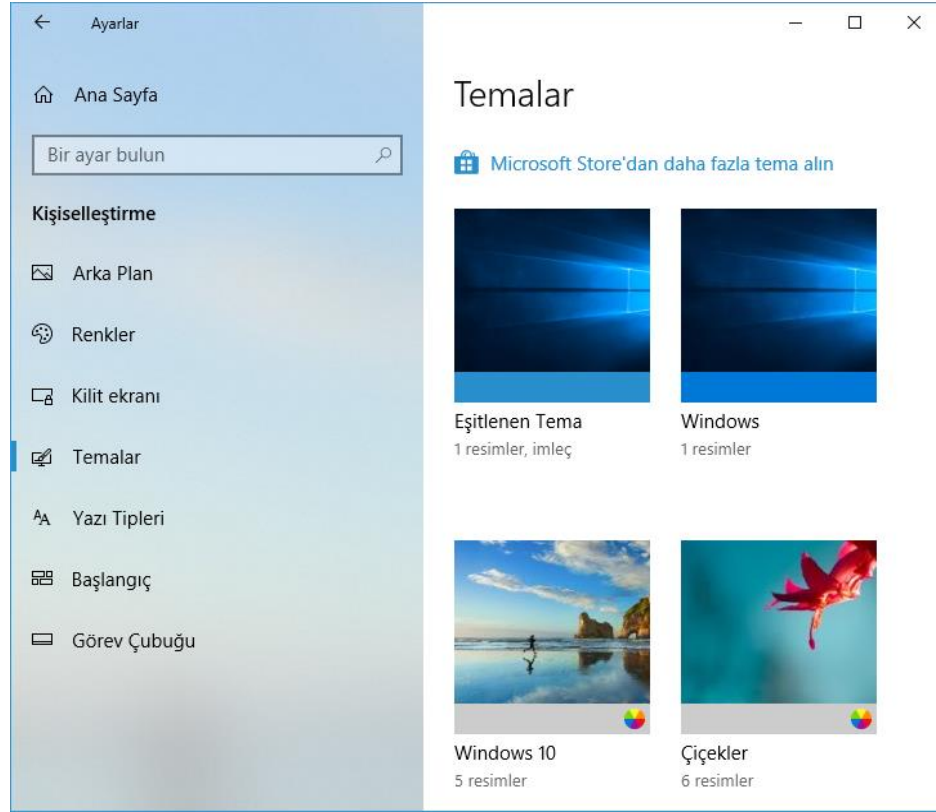 Ayarlar
Ana Sayfa
Bir ayar bulun
Kişiselleştirme
Arka Plan
Renkler
Kilit ekranı
Temalar
Yazı Tipleri
Başlangıç
Görev Çubuğu
Temalar
Microsoft Store'dan daha fazla tema alın
Eşitlenen Tema
1 resimler, imleç
Windows
1 resimler
Windows 10
5 resimler
Çiçekler
6 resimler